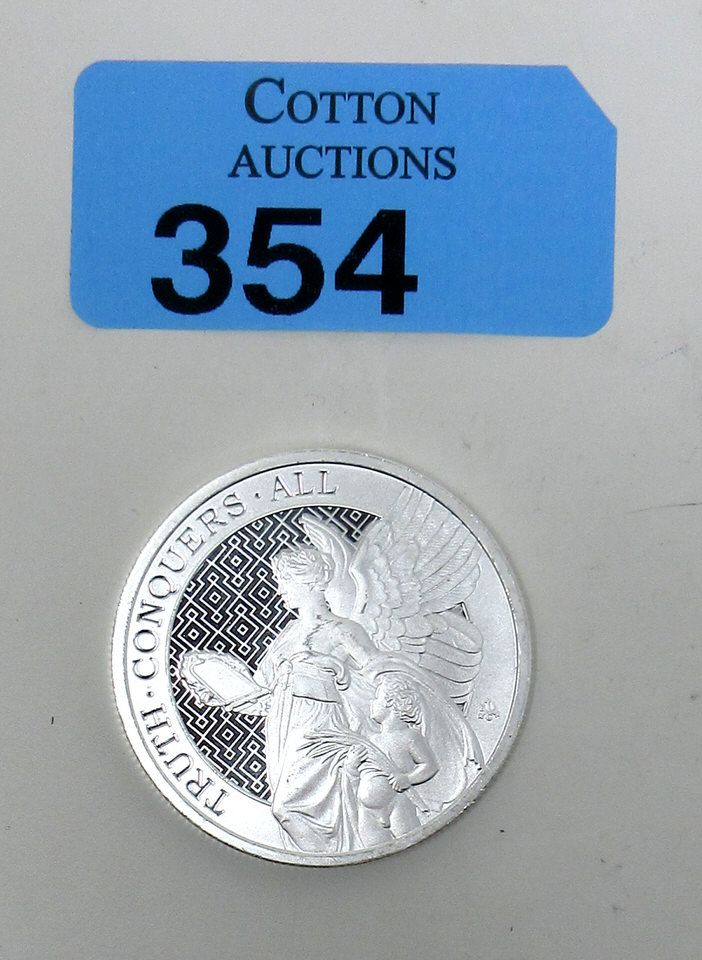 COTTON
AUCTIONS
354
TRUTH · CONQUERS · ALL